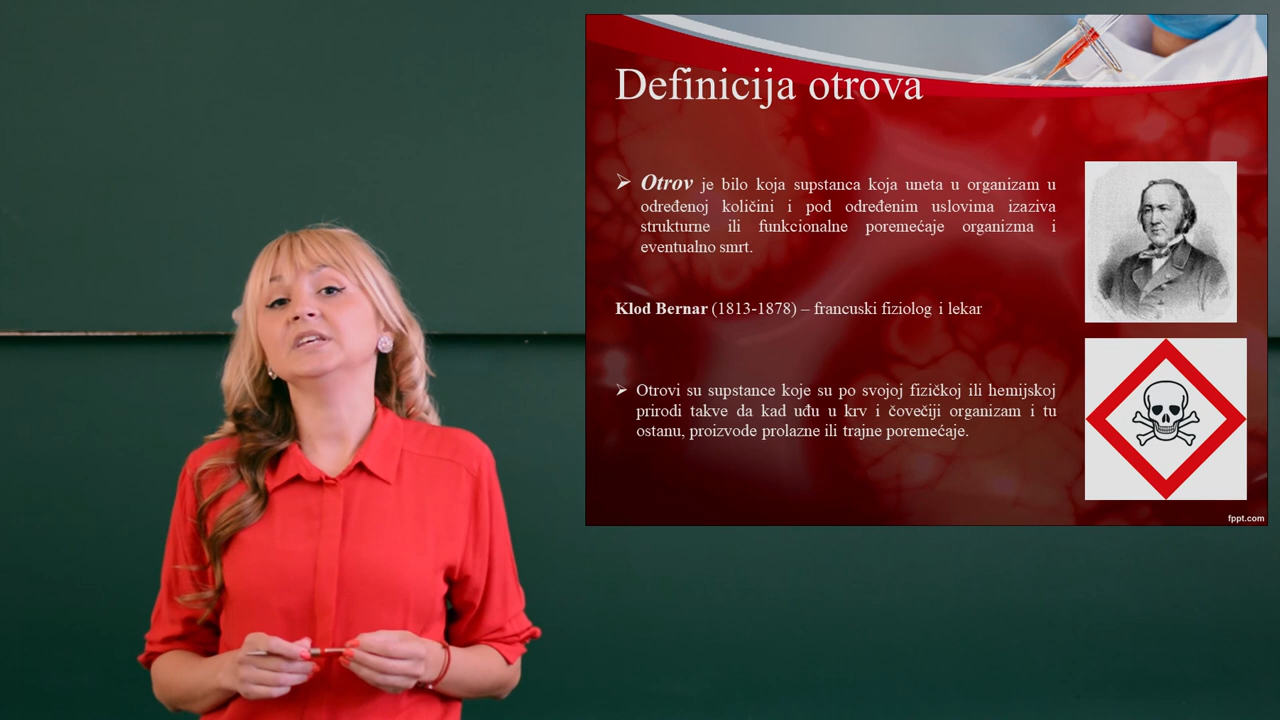 Definicija otrova
➢ Otrov je bilo koja supstanca koja uneta u organizam u
određenoj količini i pod određenim uslovima izaziva
strukturne ili funkcionalne poremećaje organizma i
eventualno smrt.
Klod Bernar (1813-1878) – francuski fiziolog i lekar
➢ Otrovi su supstance koje su po svojoj fizičkoj ili hemijskoj
prirodi takve da kad uđu u krv i čovečiji organizam i tu
ostanu, proizvode prolazne ili trajne poremećaje.
fppt.com